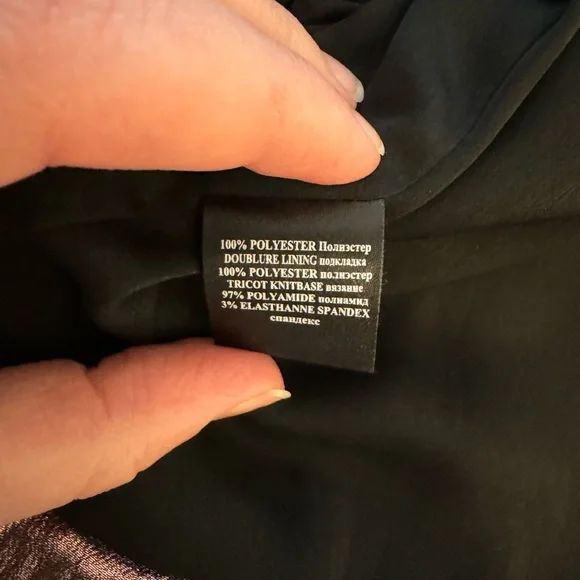 100% POLYESTER Полиэстер
DOUBLURE LINING подкладка
100% POLYESTER полиэстер
TRICOT KNITBASE вязание
97% POLYAMIDE полиамид
3% ELASTHANNE SPANDEX
спандекс